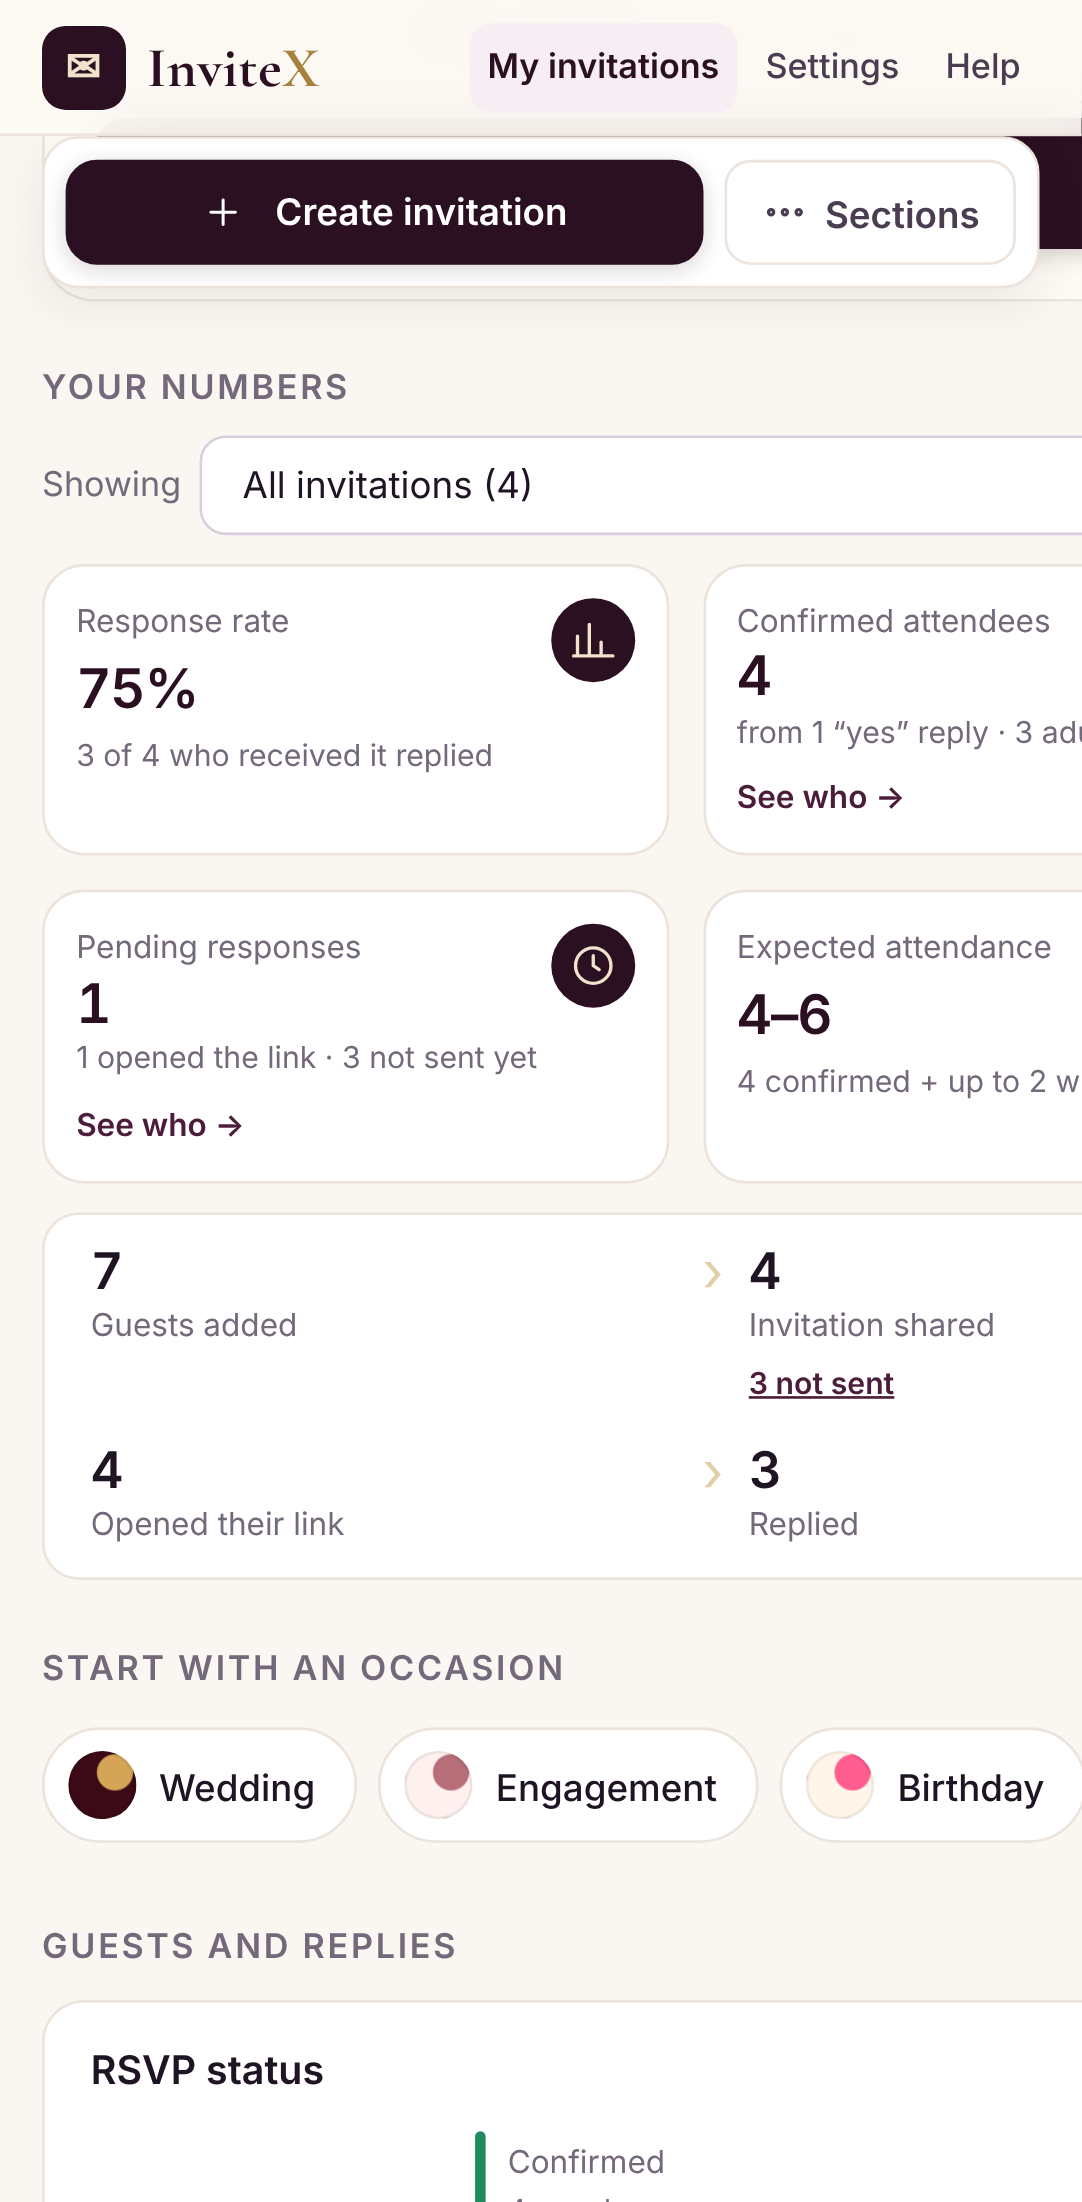 InviteX
My invitations
Settings
Help
Create invitation
Sections
YOUR NUMBERS
Showing
All invitations (4)
Response rate
75%
3 of 4 who received it replied
Confirmed attendees
4
from 1 “yes” reply · 3
See who →
Pending responses
1
1 opened the link · 3 not sent yet
See who →
Expected attendance
4–6
4 confirmed + up to 2
7
Guests added
› 4
Invitation shared
3 not sent
4
Opened their link
› 3
Replied
START WITH AN OCCASION
Wedding
Engagement
Birthday
GUESTS AND REPLIES
RSVP status
Confirmed